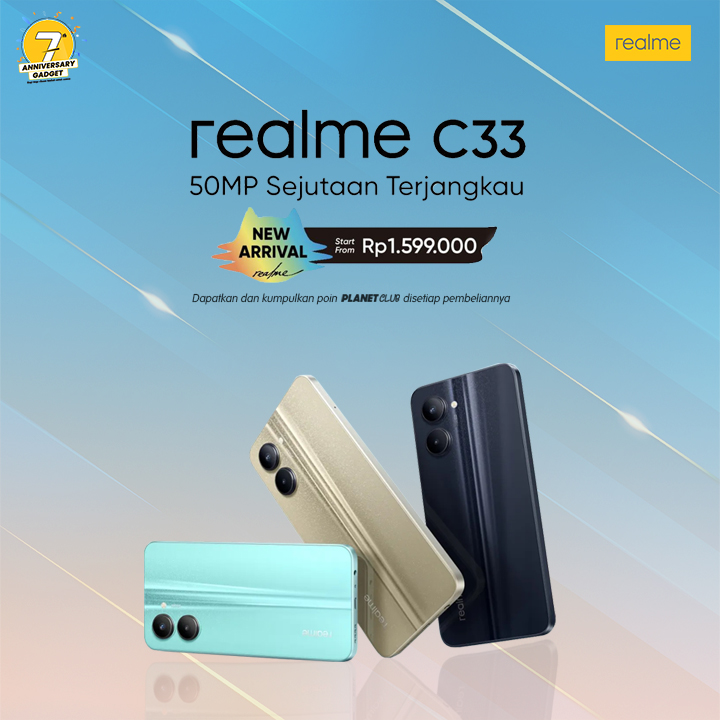 7th
ANNIVERSARY
GADGET
realme
realme C33
50MP Sejutaan Terjangkau
NEW
ARRIVAL
realme
Start
From
Rp1.599.000
Dapatkan dan kumpulkan poin PLANETCLUB disetiap pembeliannya
realme
realme
realme